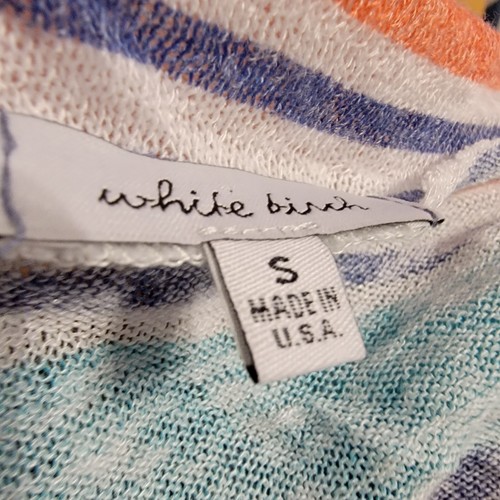 white birch
S
MADE IN
U.S.A.